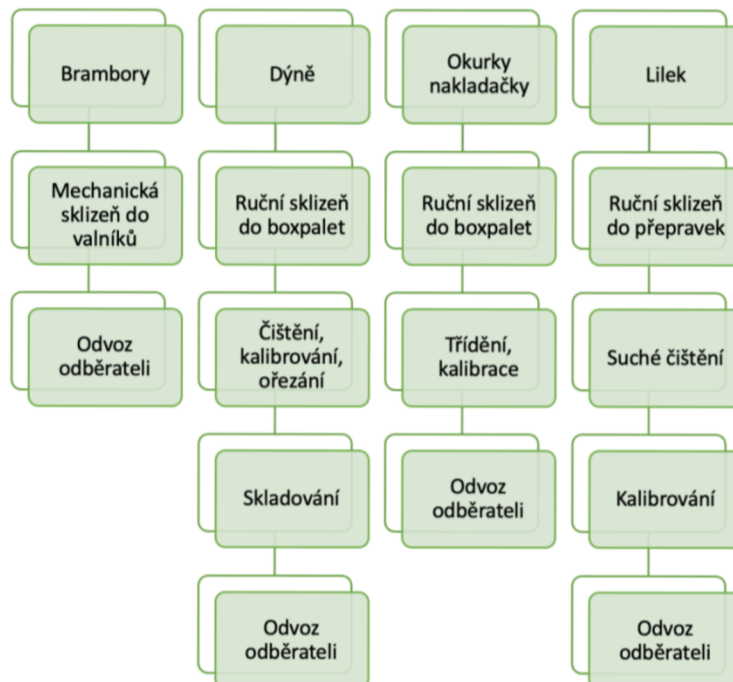 Brambory
Mechanická
sklizeň do
valníků
Odvoz
odběrateli
Dýně
Ruční sklizeň
do boxpalet
Čištění,
kalibrování,
ořezání
Skladování
Odvoz
odběrateli
Okurky
nakladačky
Ruční sklizeň
do boxpalet
Třídění,
kalibrace
Odvoz
odběrateli
Lilek
Ruční sklizeň
do přepravek
Suché čištění
Kalibrování
Odvoz
odběrateli